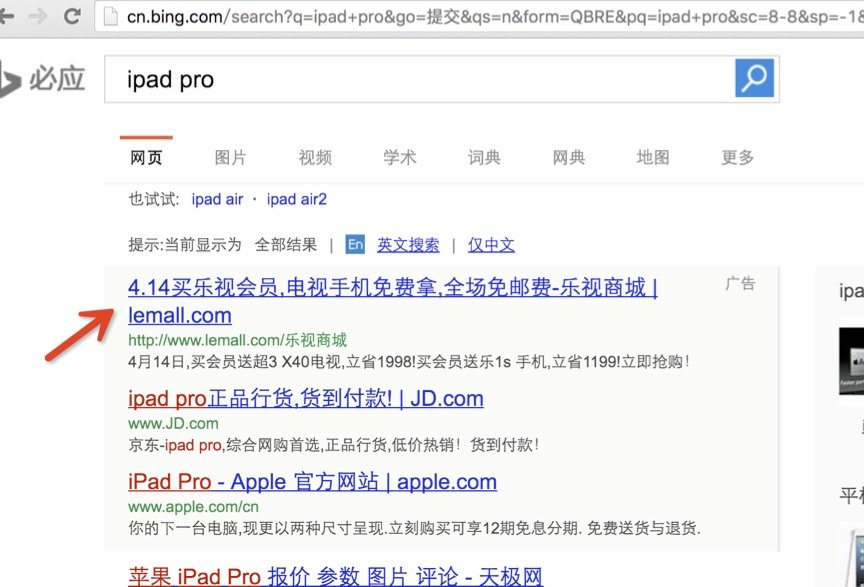 cn.bing.com/search?q=ipad+pro&go=提交&qs=n&form=QBRE&pq=ipad+pro&sc=8-8&sp=-1&
必应
ipad pro
网页 图片 视频 学术 词典 网典 地图 更多
也试试: ipad air · ipad air2
提示:当前显示为 全部结果 | En 英文搜索 | 仅中文
4.14买乐视会员,电视手机免费拿,全场免邮费-乐视商城 |
广告
lemall.com
http://www.lemall.com/乐视商城
4月14日,买会员送超3 X40电视,立省1998!买会员送乐1s 手机,立省1199!立即抢购!
ipad pro正品行货,货到付款! | JD.com
www.JD.com
京东-ipad pro,综合网购首选,正品行货,低价热销! 货到付款!
iPad Pro - Apple 官方网站 | apple.com
www.apple.com/cn
你的下一台电脑,现更以两种尺寸呈现.立刻购买可享12期免息分期. 免费送货与退货.
苹果 iPad Pro 报价 参数 图片 评论 - 天极网
ipa
平板